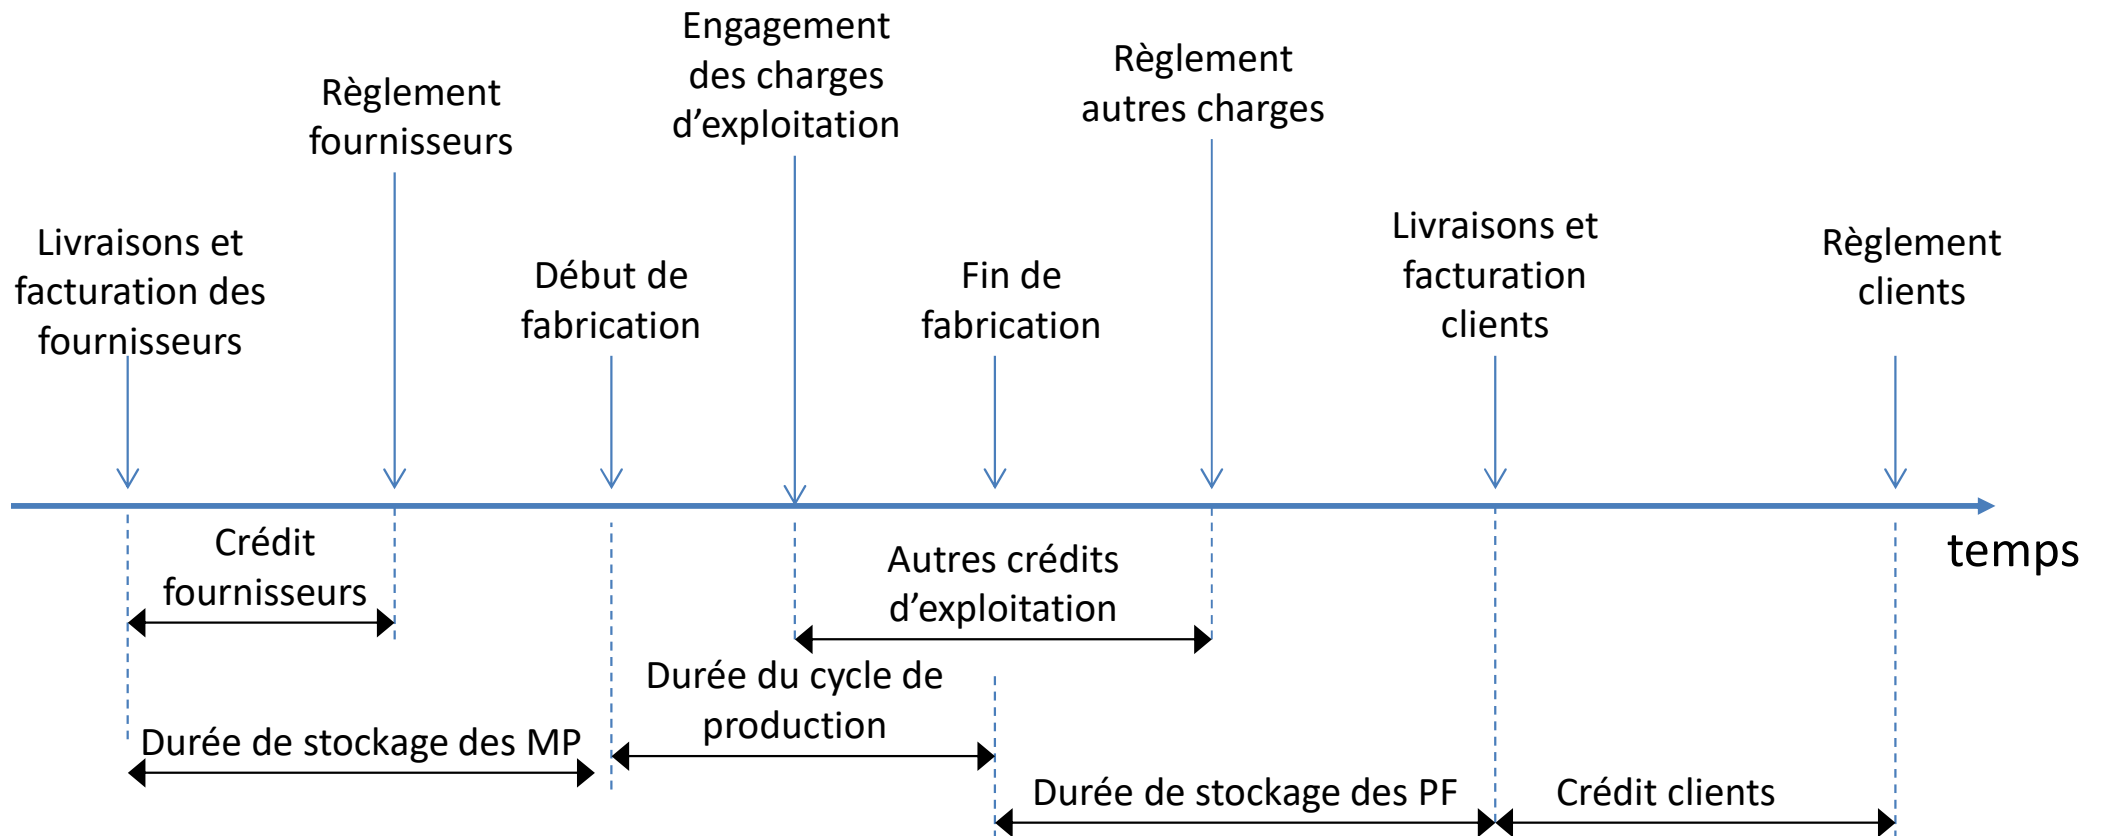 Engagement
des charges
d’exploitation
Règlement
autres charges
Règlement
fournisseurs
Livraisons et
facturation des
fournisseurs
Début de
fabrication
Fin de
fabrication
Livraisons et
facturation
clients
Règlement
clients
temps
Crédit
fournisseurs
Autres crédits
d’exploitation
Durée du cycle de
production
Durée de stockage des MP
Durée de stockage des PF
Crédit clients